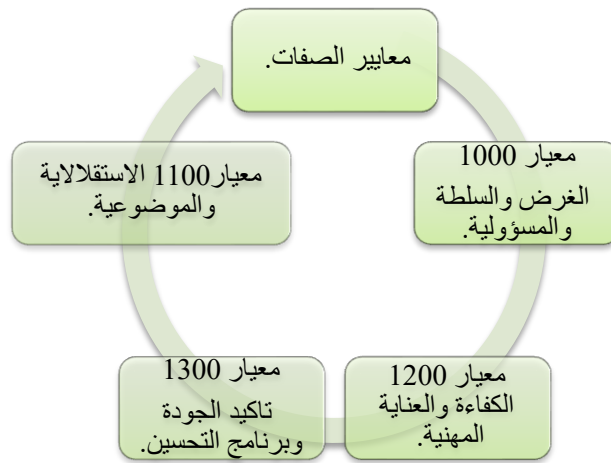 معايير الصفات.
معيار 1000
الغرض والسلطة
والمسؤولية.
معيار 1200
الكفاءة والعناية
المهنية.
معيار 1300
تاكيد الجودة
وبرنامج التحسين.
معيار1100 الاستقلالاية
والموضوعية.